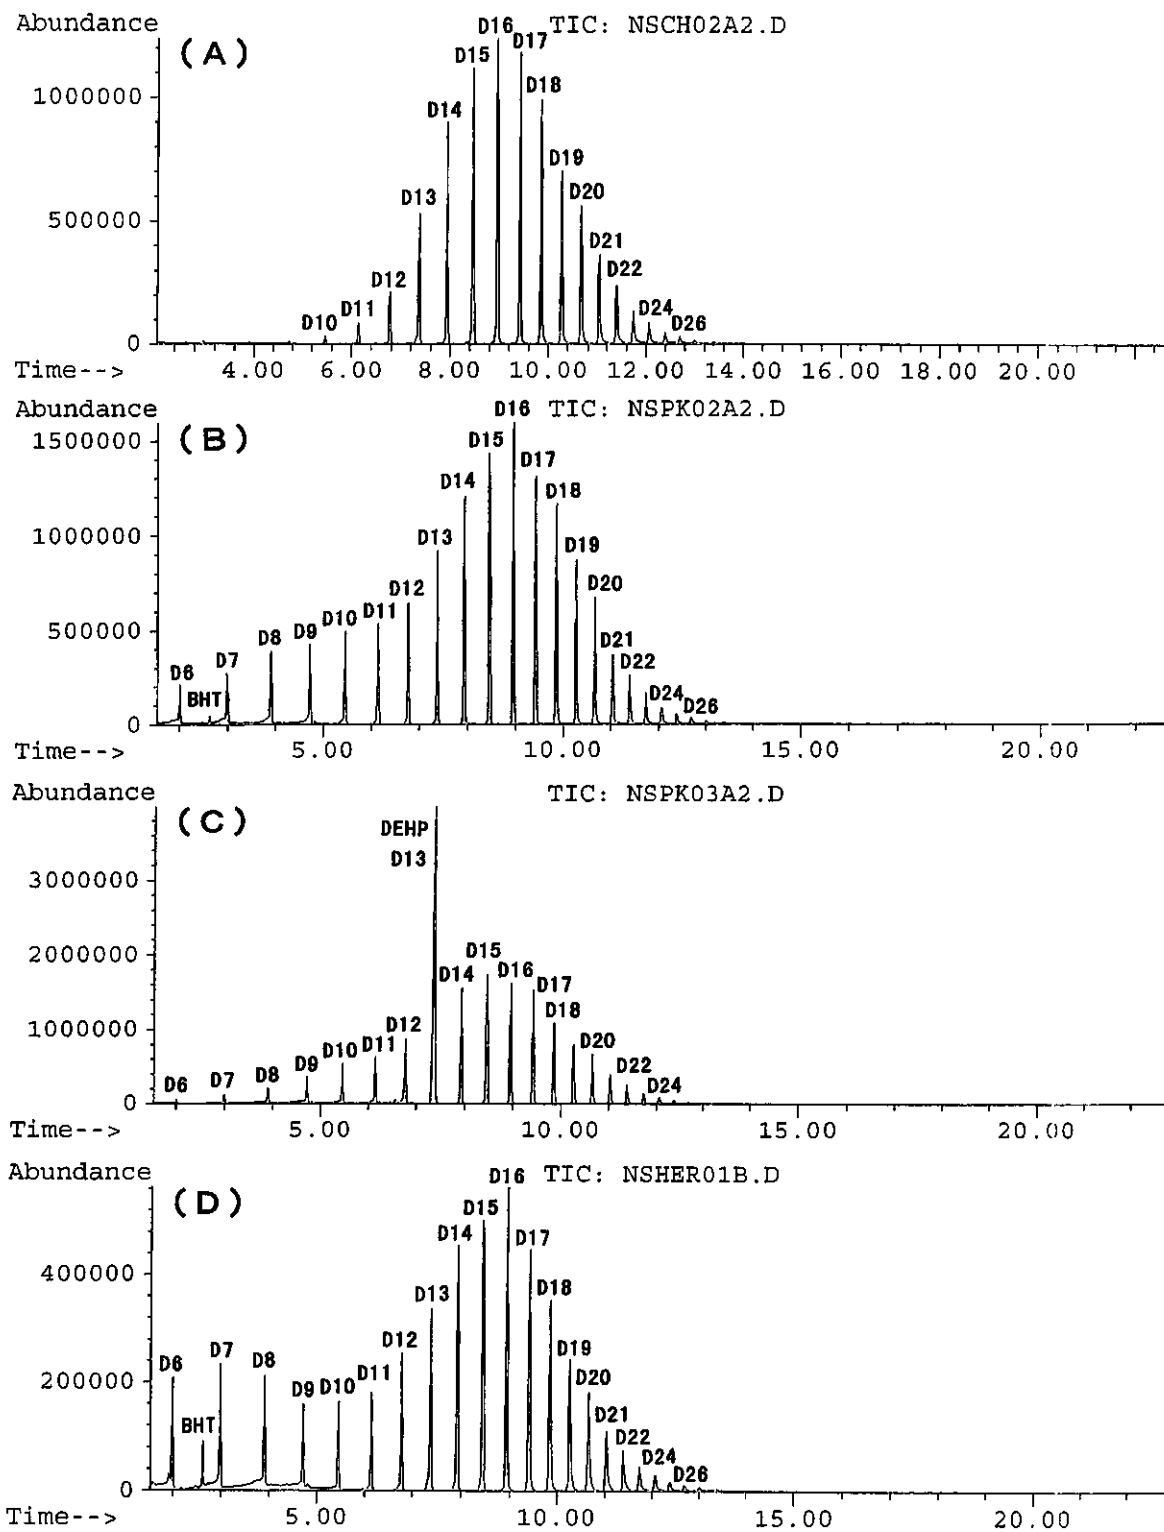 Abundance
TIC: NSCH02A2.D
(A)
D16
D17
D15
D18
D14
1000000
D19
D13
D20
500000
D21
D22
D12
D11
D24
D10
D26
0
Time-->
4.00 6.00 8.00 10.00 12.00 14.00 16.00 18.00 20.00
Abundance
TIC: NSPK02A2.D
(B)
D16
1500000
D15
D17
D14
D18
1000000
D13
D19
D12
D20
D11
D10
D9
D8
500000
D21
D7
D22
D6
BHT
D24
D26
0
Time-->
5.00 10.00 15.00 20.00
Abundance
TIC: NSPK03A2.D
(C)
DEHP
D13
3000000
2000000
D15
D14
D16
D17
D18
1000000
D12
D11
D20
D10
D9
D22
D8
D7
D6
D24
0
Time-->
5.00 10.00 15.00 20.00
Abundance
TIC: NSHER01B.D
(D)
D16
D15
D14
D17
400000
D13
D18
D12
D19
D7
D8
D6
D11
D20
200000
D9
D10
D21
BHT
D22
D24
D26
0
Time-->
5.00 10.00 15.00 20.00